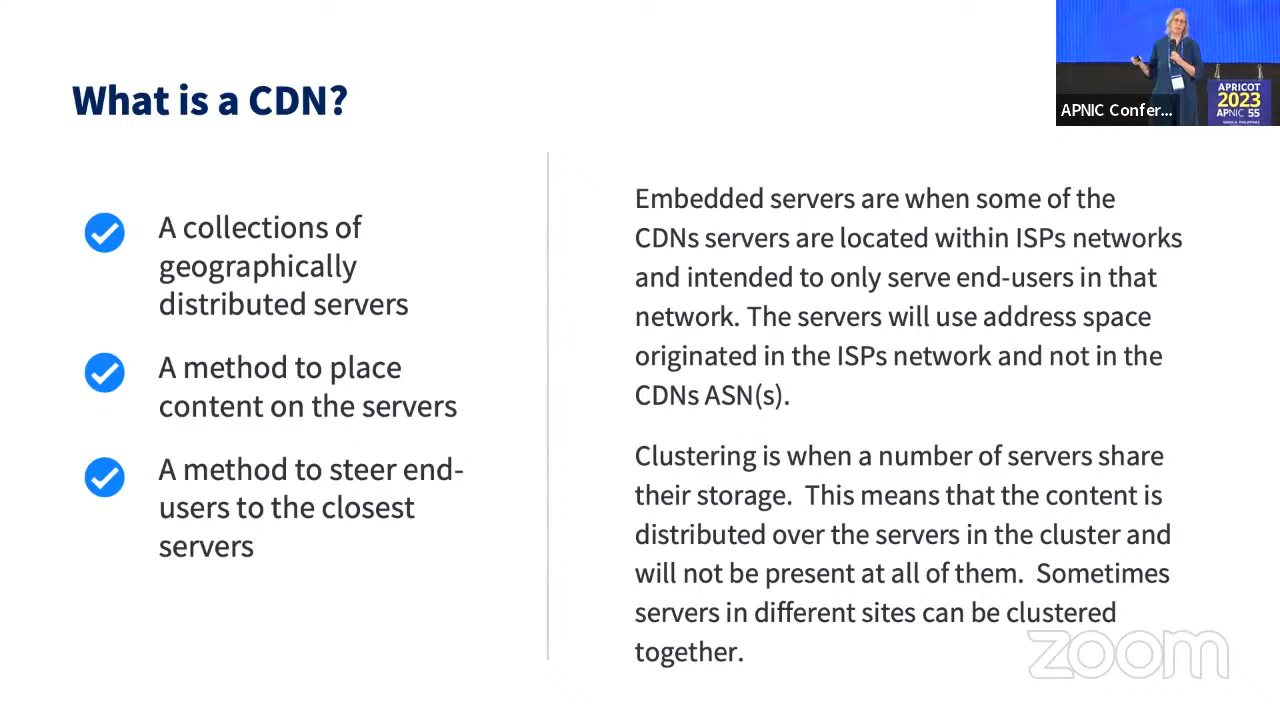 What is a CDN?
A collections of
geographically
distributed servers
A method to place
content on the servers
A method to steer end-
users to the closest
servers
Embedded servers are when some of the
CDNs servers are located within ISPs networks
and intended to only serve end-users in that
network. The servers will use address space
originated in the ISPs network and not in the
CDNs ASN(s).
Clustering is when a number of servers share
their storage.  This means that the content is
distributed over the servers in the cluster and
will not be present at all of them.  Sometimes
servers in different sites can be clustered
together.
APNIC Confer...
APRICOT
2023
APNIC 55
zoom